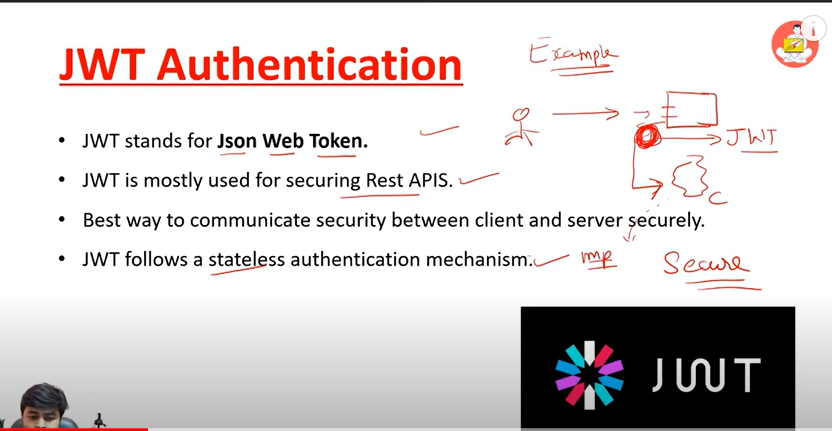 JWT Authentication
Example
• JWT stands for Json Web Token.
JWT
• JWT is mostly used for securing Rest APIS.
C
• Best way to communicate security between client and server securely.
• JWT follows a stateless authentication mechanism.
Imp
Secure
JWT